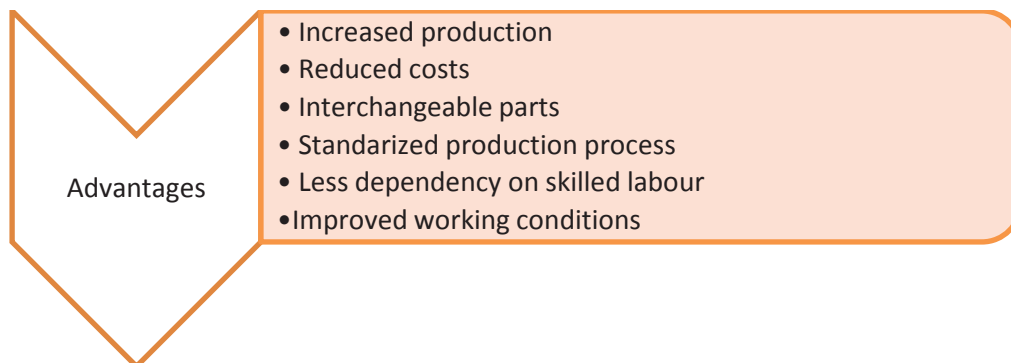 Advantages
• Increased production
• Reduced costs
• Interchangeable parts
• Standarized production process
• Less dependency on skilled labour
•Improved working conditions